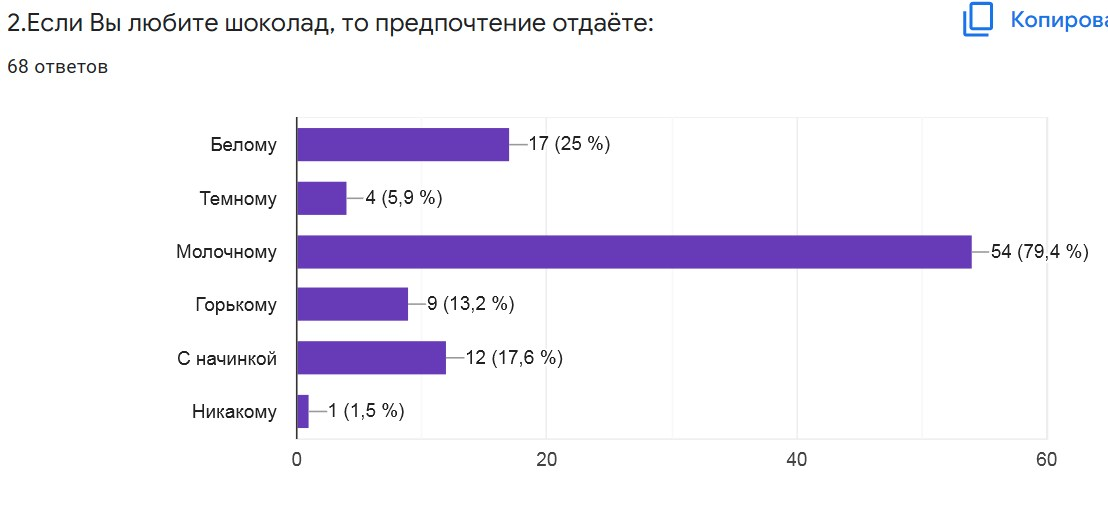 2.Если Вы любите шоколад, то предпочтение отдаёте:
Копирова
68 ответов
Белому 17 (25 %)
Темному 4 (5,9 %)
Молочному 54 (79,4 %)
Горькому 9 (13,2 %)
С начинкой 12 (17,6 %)
Никакому 1 (1,5 %)
0 20 40 60